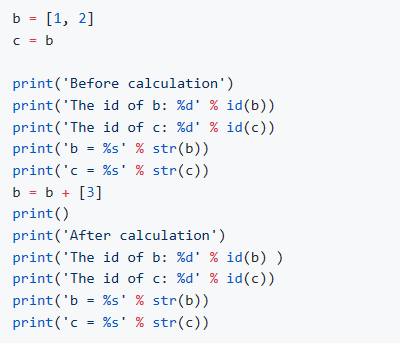 b = [1, 2]
c = b
print('Before calculation')
print('The id of b: %d' % id(b))
print('The id of c: %d' % id(c))
print('b = %s' % str(b))
print('c = %s' % str(c))
b = b + [3]
print()
print('After calculation')
print('The id of b: %d' % id(b) )
print('The id of c: %d' % id(c))
print('b = %s' % str(b))
print('c = %s' % str(c))